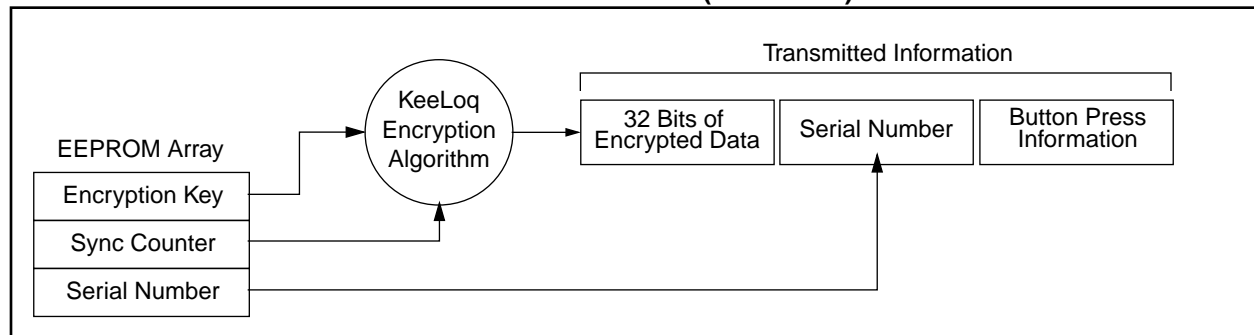 Transmitted Information
KeeLoq
Encryption
Algorithm
32 Bits of
Encrypted Data
Serial Number
Button Press
Information
EEPROM Array
Encryption Key
Sync Counter
Serial Number